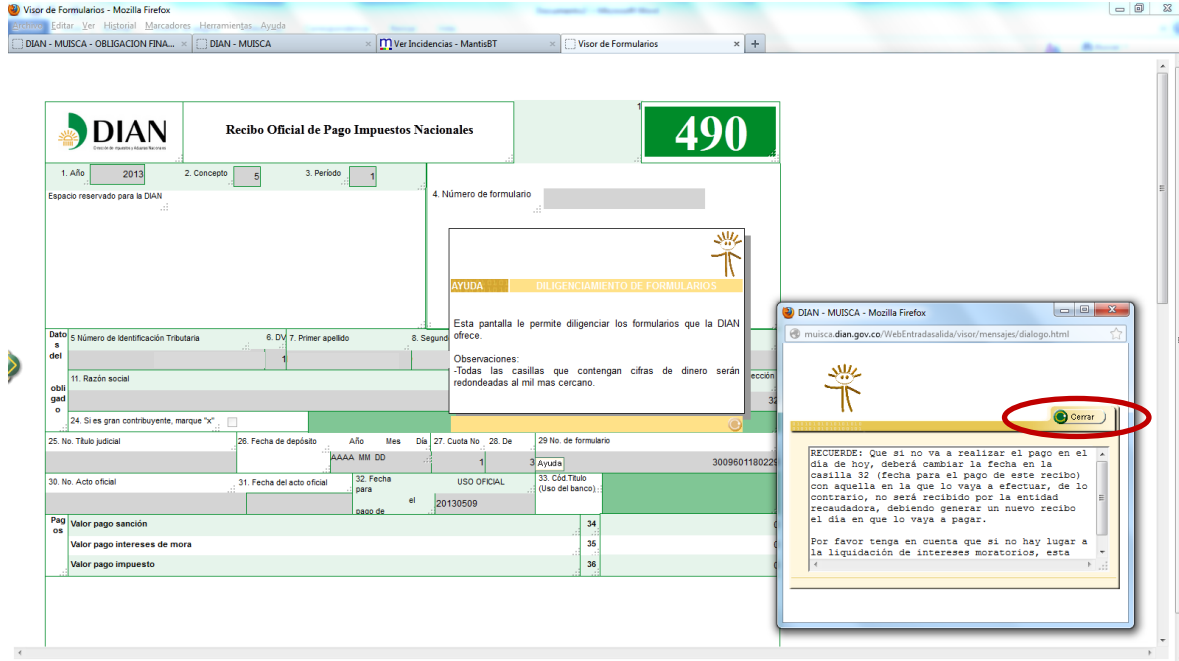 Visor de Formularios - Mozilla Firefox
Editar Ver Historial Marcadores Herramientas Ayuda
DIAN - MUISCA - OBLIGACION FINA...
DIAN - MUISCA
Ver Incidencias - MantisBT
Visor de Formularios
DIAN
Recibo Oficial de Pago Impuestos Nacionales
1
490
1. Año 2013
2. Concepto 5
3. Período 1
Espacio reservado para la DIAN
4. Número de formulario
AYUDA DILIGENCIAMIENTO DE FORMULARIOS
Esta pantalla le permite diligenciar los formularios que la DIAN
ofrece.
Observaciones:
-Todas las casillas que contengan cifras de dinero serán
redondeadas al mil mas cercano.
Dato
s
del
obli
gad
o
5 Número de Identificación Tributaria
6. DV
7. Primer apellido
8. Segund
1
11. Razón social
ección
32
24. Si es gran contribuyente, marque "x"
25. No. Título judicial
26. Fecha de depósito
Año Mes Día
27. Cuota No
28. De
29 No. de formulario
AAAA MM DD
1
3
Ayuda
3009601180229
30. No. Acto oficial
31. Fecha del acto oficial
32. Fecha
para
el
pago de
USO OFICIAL
20130509
33. Cód.Título
(Uso del banco)
Pag
os
Valor pago sanción 34 0
Valor pago intereses de mora 35 0
Valor pago impuesto 36 0
DIAN - MUISCA - Mozilla Firefox
muisca.dian.gov.co/WebEntradasalida/visor/mensajes/dialogo.html
Cerrar
RECUERDE: Que si no va a realizar el pago en el
día de hoy, deberá cambiar la fecha en la
casilla 32 (fecha para el pago de este recibo)
con aquella en la que lo vaya a efectuar, de lo
contrario, no será recibido por la entidad
recaudadora, debiendo generar un nuevo recibo
el día en que lo vaya a pagar.
Por favor tenga en cuenta que si no hay lugar a
la liquidación de intereses moratorios, esta